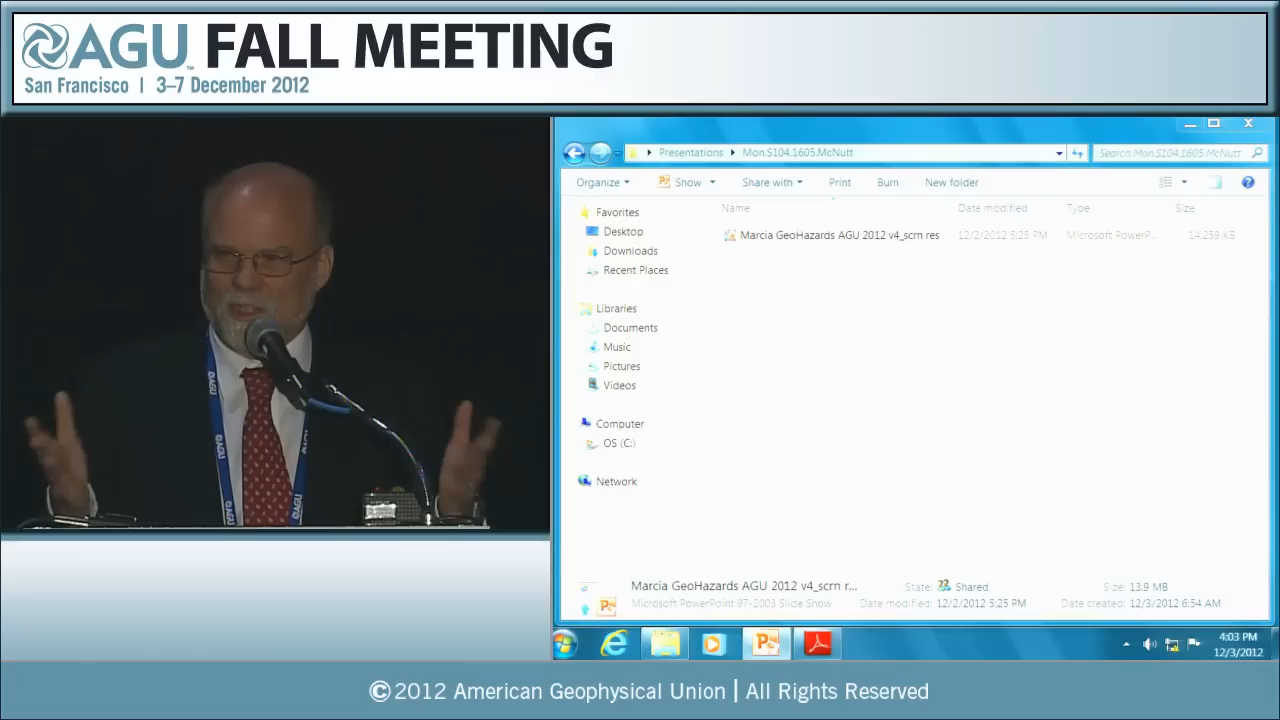 AGU FALL MEETING
San Francisco | 3–7 December 2012
Presentations Mon.S104.1605.McNutt Search Mon.S104.1605.McNutt
Organize Show Share with Print Burn New folder
Favorites
Desktop
Downloads
Recent Places
Libraries
Documents
Music
Pictures
Videos
Computer
OS (C:)
Network
Name Date modified Type Size
Marcia GeoHazards AGU 2012 v4_scrn res 12/2/2012 5:25 PM Microsoft PowerP... 14,259 KB
Marcia GeoHazards AGU 2012 v4_scrn r... State: Shared Size: 13.9 MB
Microsoft PowerPoint 97-2003 Slide Show Date modified: 12/2/2012 5:25 PM Date created: 12/3/2012 6:54 AM
4:03 PM
12/3/2012
AGU
AGU
AGU
AGU
©2012 American Geophysical Union | All Rights Reserved